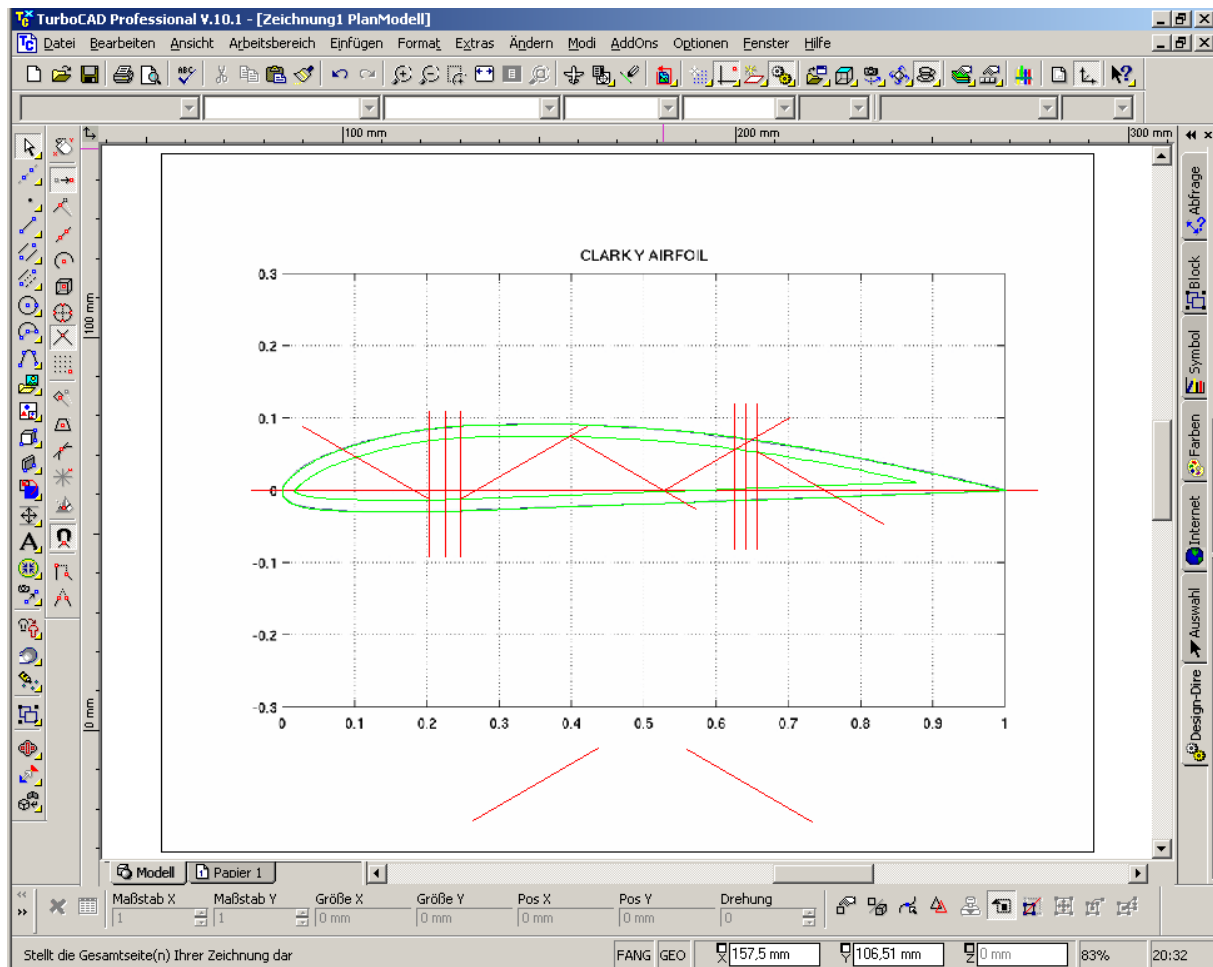 TurboCAD Professional V.10.1 - [Zeichnung1 PlanModell]
Datei Bearbeiten Ansicht Arbeitsbereich Einfügen Format Extras Ändern Modi AddOns Optionen Fenster Hilfe
100 mm 200 mm 300 mm
100 mm
0 mm
CLARK Y AIRFOIL
0.3
0.2
0.1
0
-0.1
-0.2
-0.3
0 0.1 0.2 0.3 0.4 0.5 0.6 0.7 0.8 0.9 1
Abfrage
Block
Symbol
Farben
Internet
Auswahl
Design-Dire
Modell Papier 1
Maßstab X Maßstab Y Größe X Größe Y Pos X Pos Y Drehung
1 1 0 mm 0 mm 0 mm 0 mm 0
Stellt die Gesamtseite(n) Ihrer Zeichnung dar FANG GEO X 157,5 mm Y 106,51 mm Z 0 mm 83% 20:32